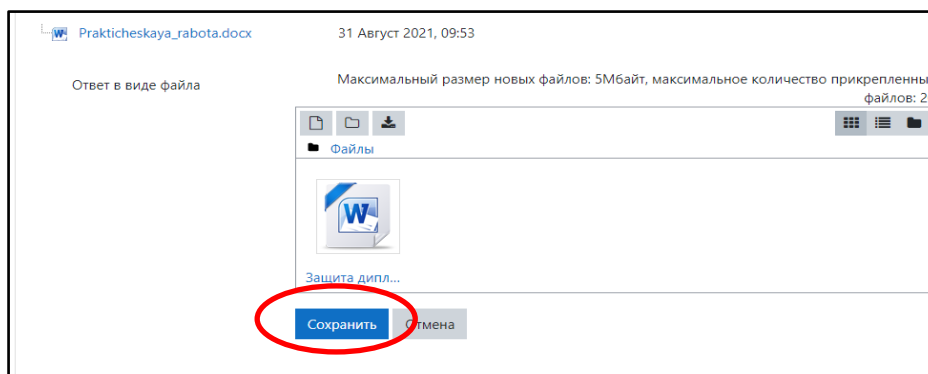 Prakticheskaya_rabota.docx 31 Август 2021, 09:53
Ответ в виде файла
Максимальный размер новых файлов: 5Мбайт, максимальное количество прикрепленны
файлов: 2
Файлы
W
Защита дипл...
Сохранить Отмена